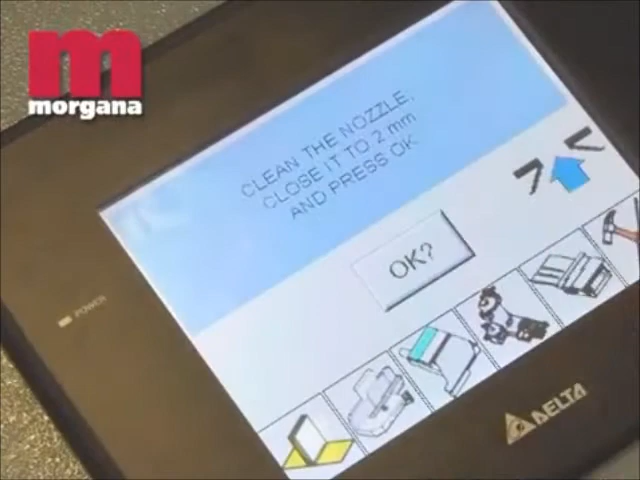 m
morgana
CLEAN THE NOZZLE.
CLOSE IT TO 2 mm
AND PRESS OK
OK?
POWER
DELTA